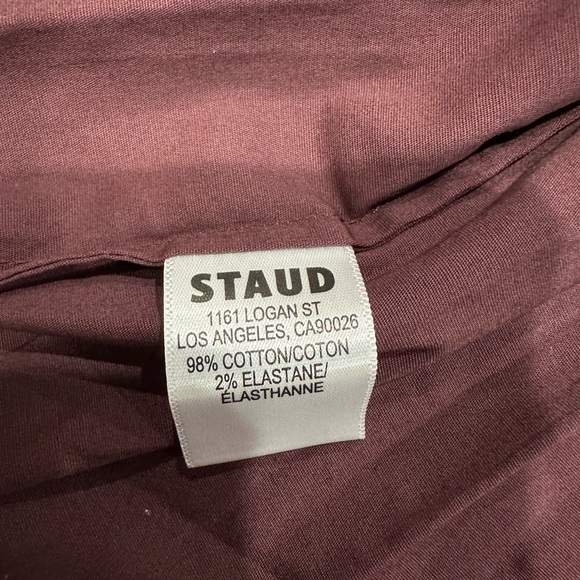 STAUD
1161 LOGAN ST
LOS ANGELES, CA90026
98% COTTON/COTON
2% ELASTANE/
ÉLASTHANNE